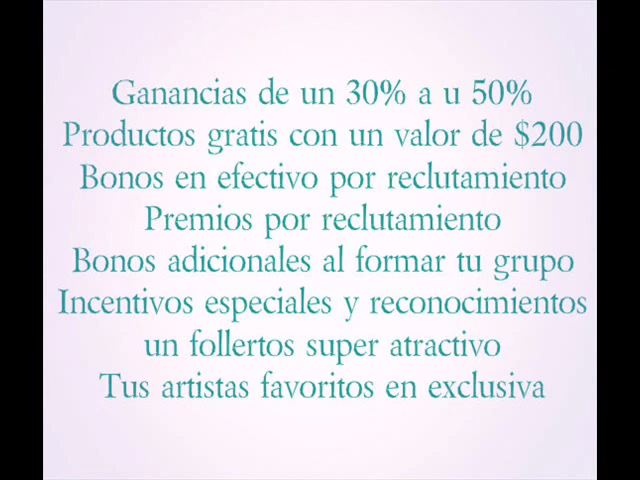 Ganancias de un 30% a u 50%
Productos gratis con un valor de $200
Bonos en efectivo por reclutamiento
Premios por reclutamiento
Bonos adicionales al formar tu grupo
Incentivos especiales y reconocimientos
un follertos super atractivo
Tus artistas favoritos en exclusiva